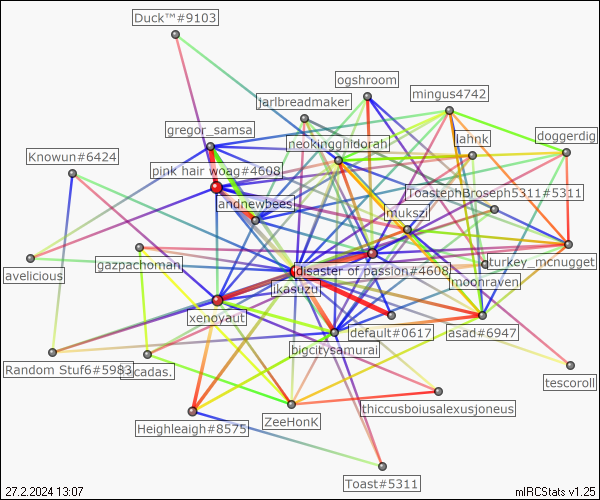 Duck™#9103
ogshroom
mingus4742
jarlbreadmaker
gregor_samsa
neokingghidorah
lahnk
doggerdig
Knowun#6424
pink hair woag#4608
ToastephBroseph5311#5311
andnewbees
mukszi
avelicious
gazpachoman
disaster of passion#4608
turkey_mcnugget
jikasuzu
moonraven
xenoyaut
default#0617
asad#6947
bigcitysamurai
Random Stuf6#5983
cadas.
tescoroll
thiccusboiusalexusjoneus
Heighleaigh#8575
ZeeHonK
Toast#5311
27.2.2024 13:07
mIRCStats v1.25